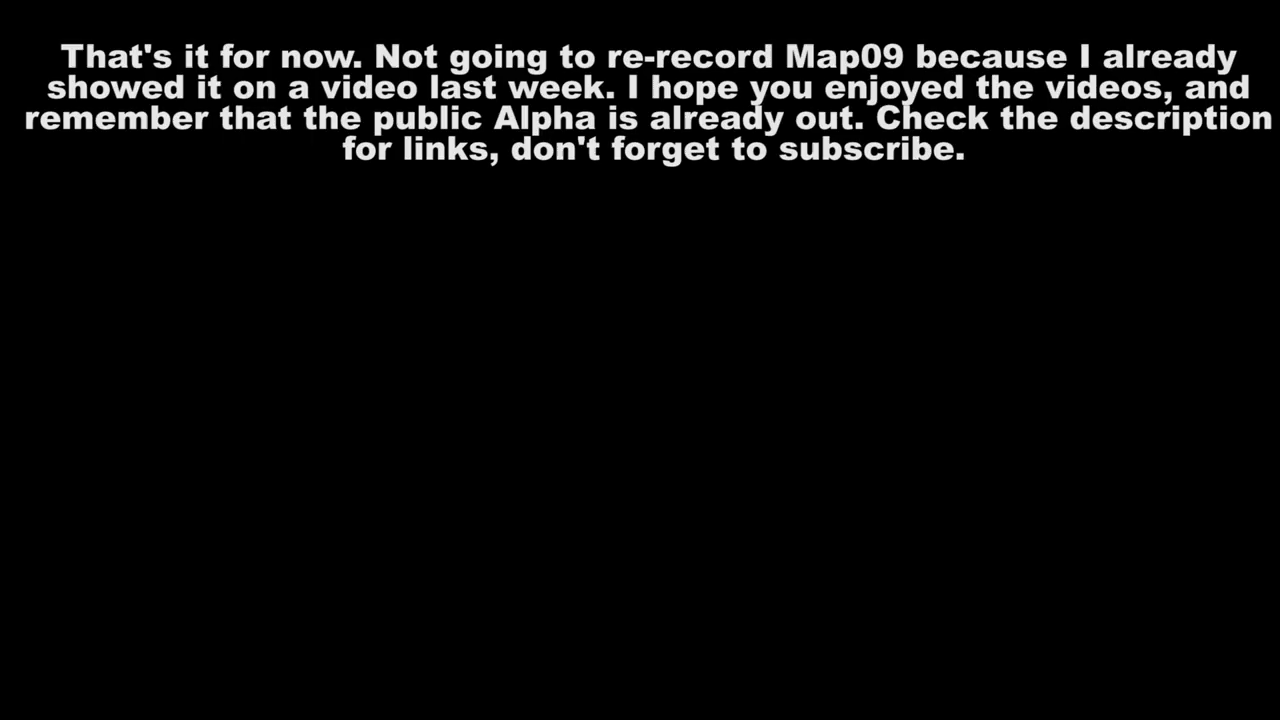 That's it for now. Not going to re-record Map09 because I already
showed it on a video last week. I hope you enjoyed the videos, and
remember that the public Alpha is already out. Check the description
for links, don't forget to subscribe.